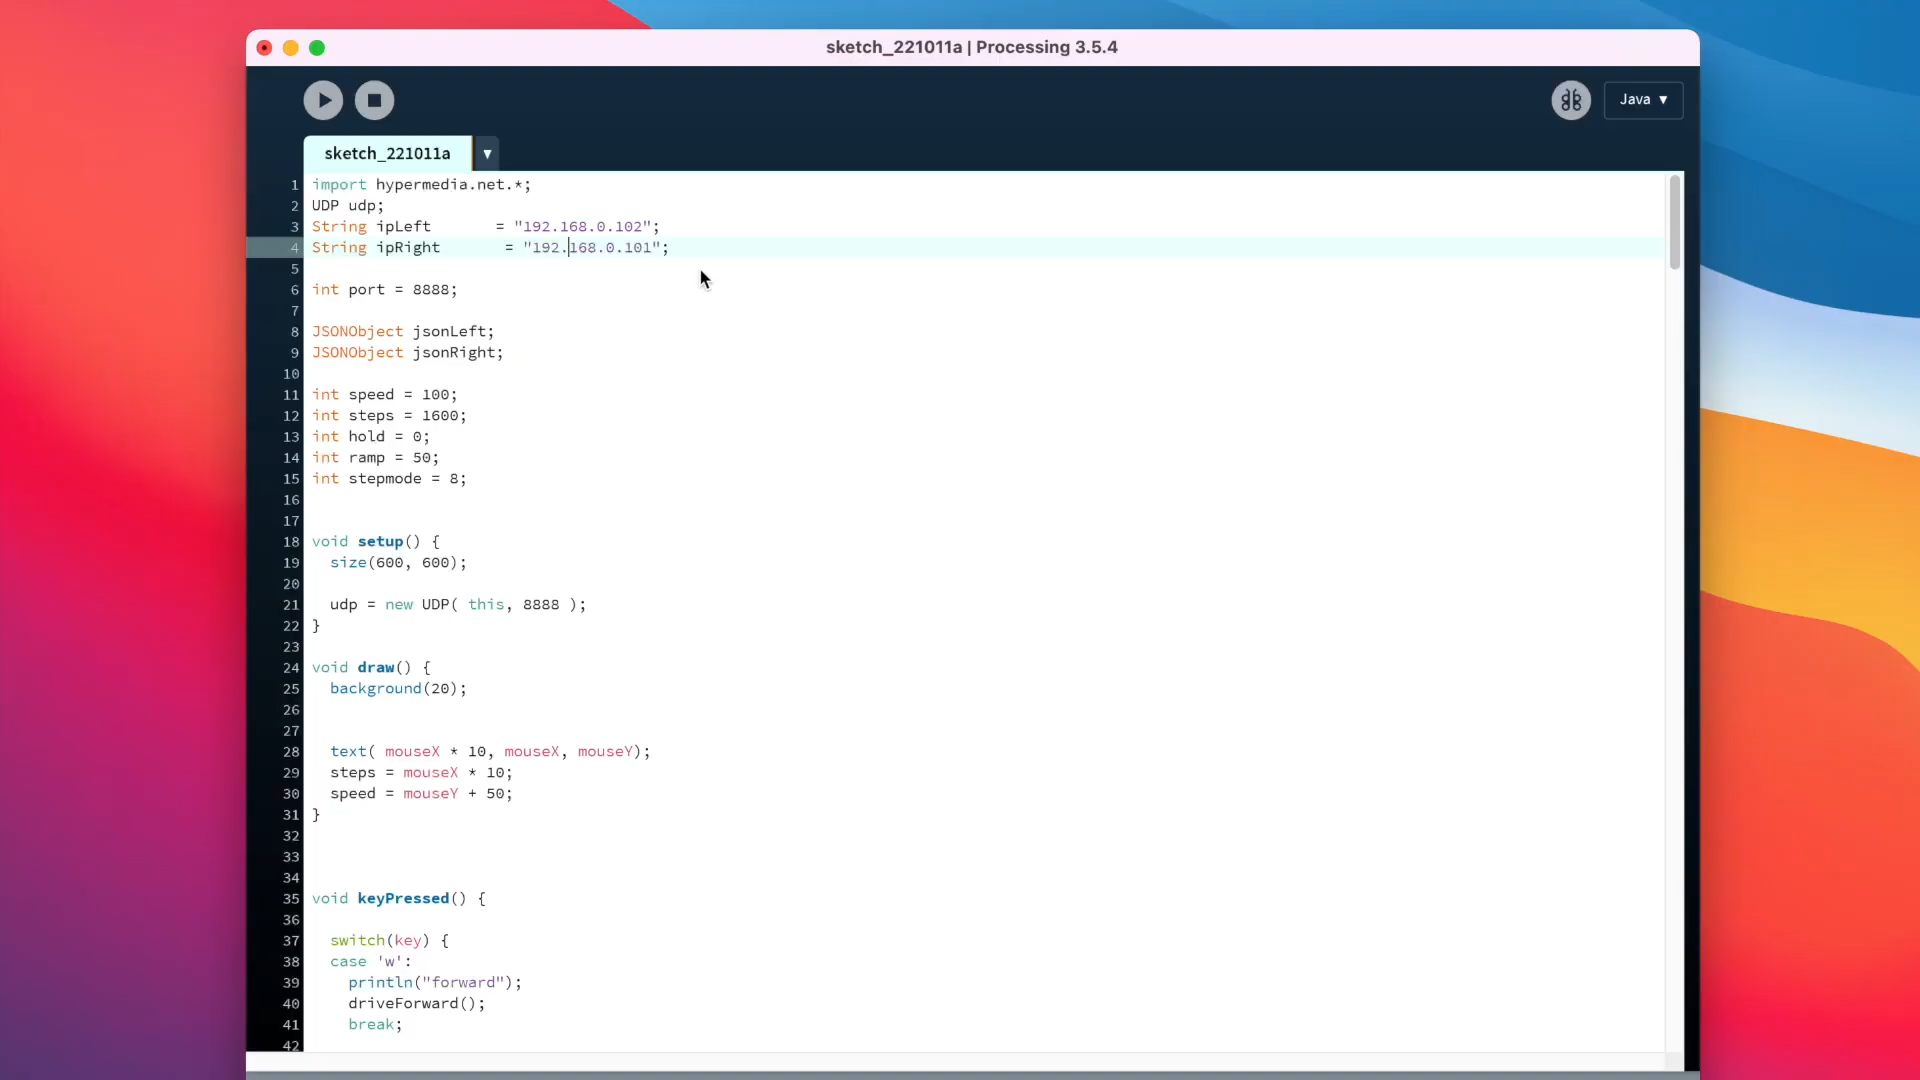 sketch_221011a | Processing 3.5.4
Java ▼
sketch_221011a ▼
1 import hypermedia.net.*;
2 UDP udp;
3 String ipLeft       = "192.168.0.102";
4 String ipRight       = "192.168.0.101";
5
6 int port = 8888;
7
8 JSONObject jsonLeft;
9 JSONObject jsonRight;
10
11 int speed = 100;
12 int steps = 1600;
13 int hold = 0;
14 int ramp = 50;
15 int stepmode = 8;
16
17
18 void setup() {
19   size(600, 600);
20
21   udp = new UDP( this, 8888 );
22 }
23
24 void draw() {
25   background(20);
26
27
28   text( mouseX * 10, mouseX, mouseY);
29   steps = mouseX * 10;
30   speed = mouseY + 50;
31 }
32
33
34
35 void keyPressed() {
36
37   switch(key) {
38   case 'w':
39     println("forward");
40     driveForward();
41     break;
42